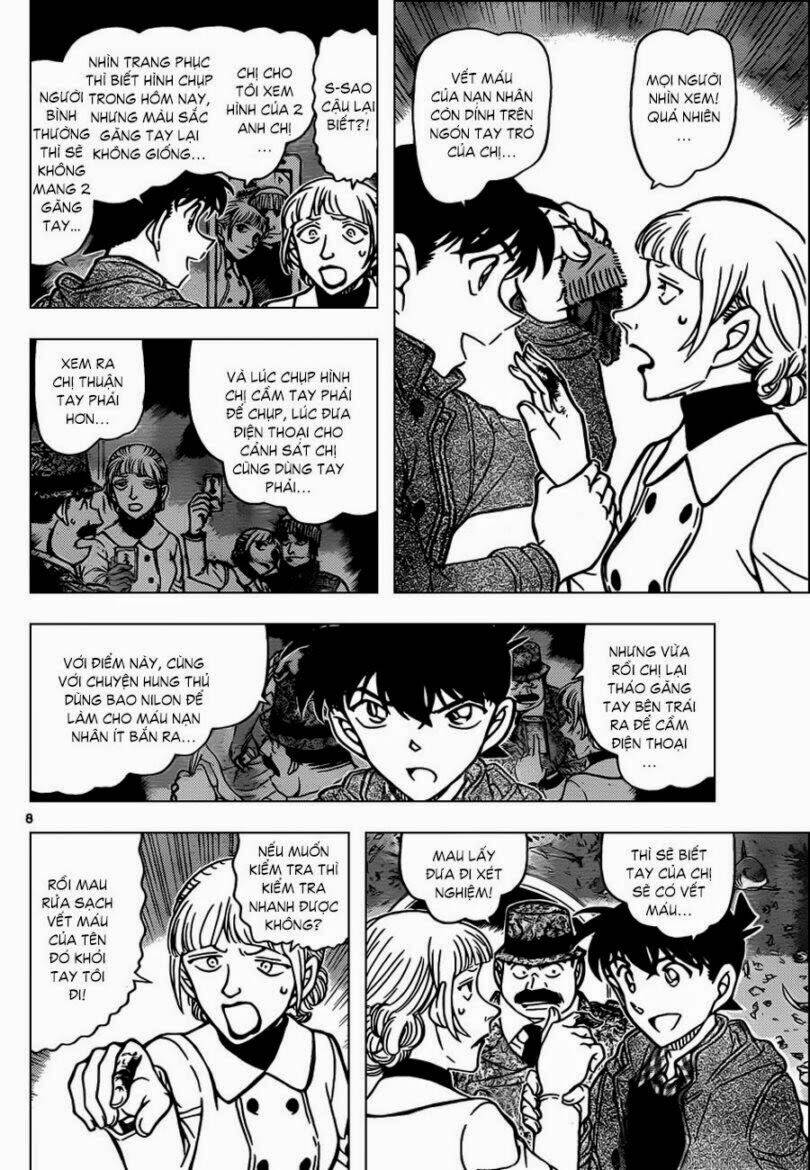 MỌI NGƯỜI
NHÌN XEM!
QUẢ NHIÊN
...
VẾT MÁU
CỦA NẠN NHÂN
CÒN DÍNH TRÊN
NGÓN TAY TRỎ
CỦA CHỊ...
S-SAO
CẬU LẠI
BIẾT?!
CHỊ CHO
TÔI XEM
HÌNH CỦA 2
ANH CHỊ
...
NHÌN TRANG PHỤC
THÌ BIẾT HÌNH CHỤP
TRONG HÔM NAY,
NHƯNG MÀU SẮC
GĂNG TAY LẠI
KHÔNG GIỐNG...
NGƯỜI
BÌNH
THƯỜNG
THÌ SẼ
KHÔNG
MANG 2
GĂNG
TAY...
VÀ LÚC CHỤP HÌNH
CHỊ CẦM TAY PHẢI
ĐỂ CHỤP, LÚC ĐƯA
ĐIỆN THOẠI CHO
CẢNH SÁT CHỊ
CŨNG DÙNG TAY
PHẢI...
XEM RA
CHỊ THUẬN
TAY PHẢI
HƠN...
NHƯNG VỪA
RỒI CHỊ LẠI
THÁO GĂNG
TAY BÊN TRÁI
RA ĐỂ CẦM
ĐIỆN THOẠI
...
VỚI ĐIỂM NÀY, CÙNG
VỚI CHUYỆN HUNG THỦ
DÙNG BAO NILON ĐỂ
LÀM CHO MÁU NẠN
NHÂN ÍT BẮN RA...
8
THÌ SẼ BIẾT
TAY CỦA CHỊ
SẼ CÓ VẾT
MÁU...
MAU LẤY
ĐƯA ĐI XÉT
NGHIỆM!
NẾU MUỐN
KIỂM TRA THÌ
KIỂM TRA
NHANH ĐƯỢC
KHÔNG?
RỒI MAU
RỬA SẠCH
VẾT MÁU
CỦA TÊN
ĐÓ KHỎI
TAY TÔI
ĐI!